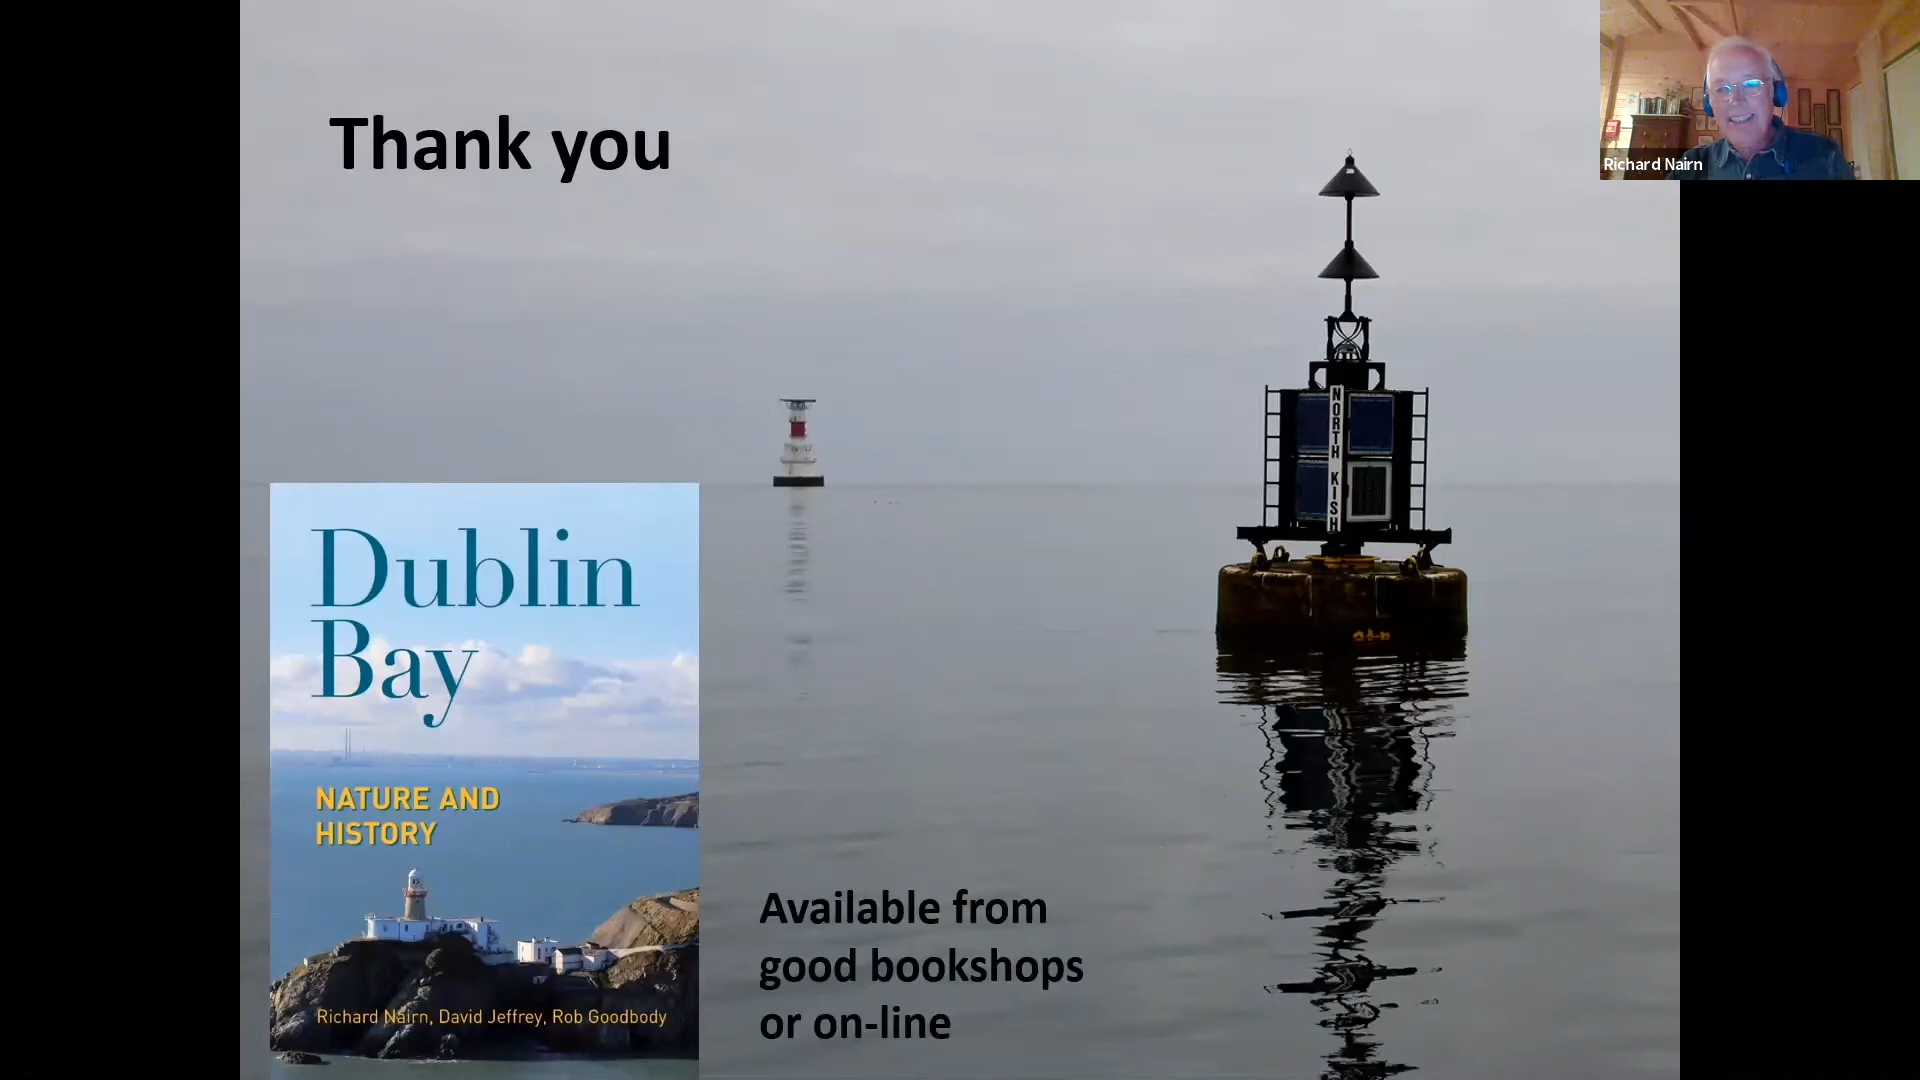 Thank you
Richard Nairn
NORTH KISH
Dublin
Bay
NATURE AND
HISTORY
Richard Nairn, David Jeffrey, Rob Goodbody
Available from
good bookshops
or on-line